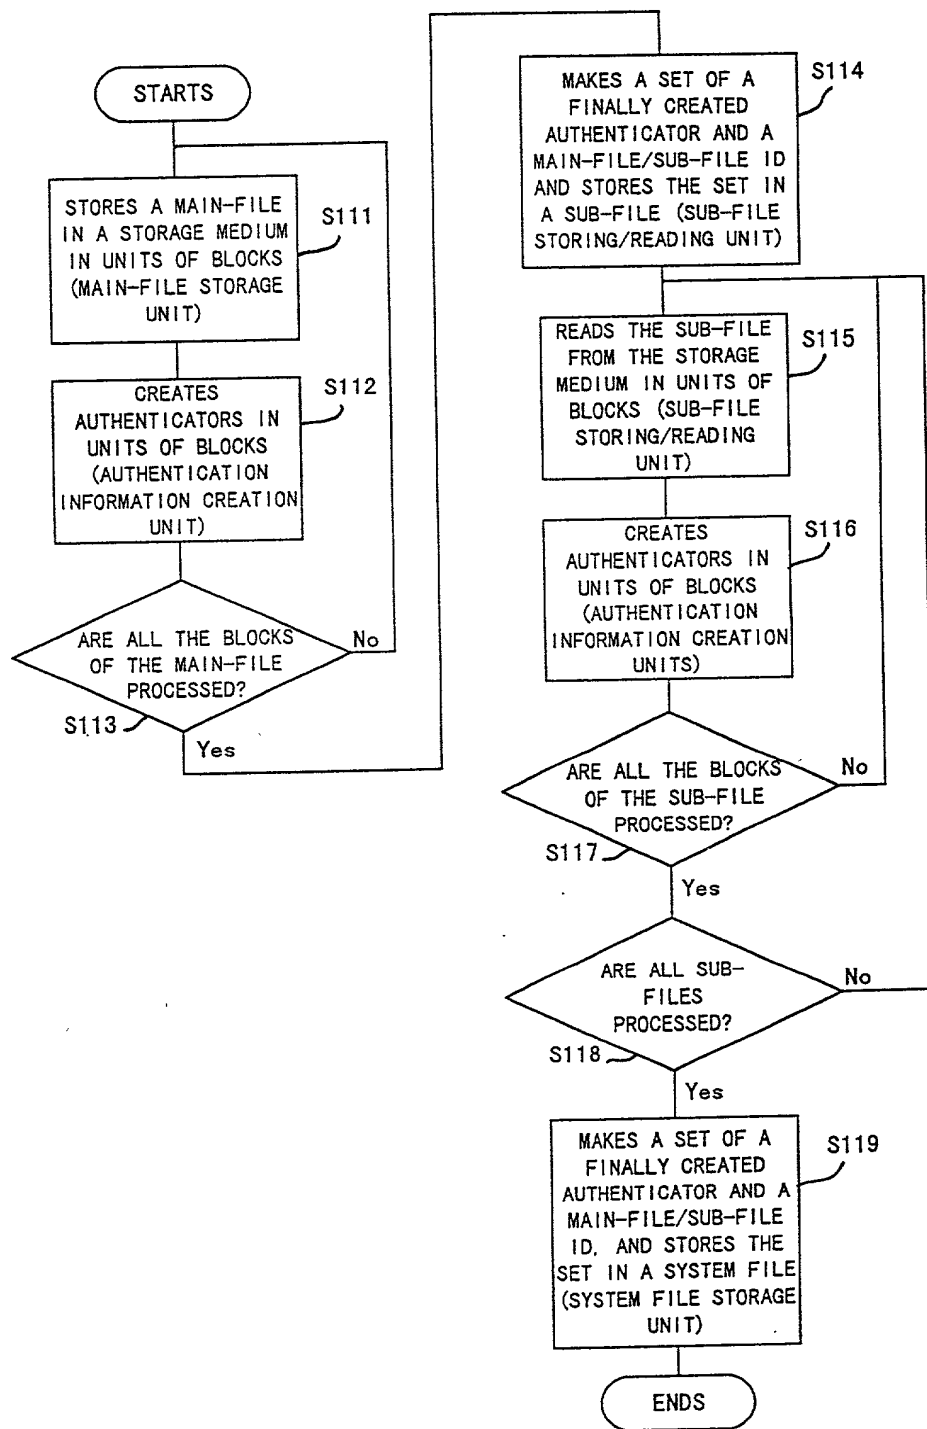 STARTS
STORES A MAIN-FILE
IN A STORAGE MEDIUM
IN UNITS OF BLOCKS
(MAIN-FILE STORAGE
UNIT)
S111
CREATES
AUTHENTICATORS IN
UNITS OF BLOCKS
(AUTHENTICATION
INFORMATION CREATION
UNIT)
S112
ARE ALL THE BLOCKS
OF THE MAIN-FILE
PROCESSED?
No
S113
Yes
MAKES A SET OF A
FINALLY CREATED
AUTHENTICATOR AND A
MAIN-FILE/SUB-FILE ID
AND STORES THE SET IN
A SUB-FILE (SUB-FILE
STORING/READING UNIT)
S114
READS THE SUB-FILE
FROM THE STORAGE
MEDIUM IN UNITS OF
BLOCKS (SUB-FILE
STORING/READING
UNIT)
S115
CREATES
AUTHENTICATORS IN
UNITS OF BLOCKS
(AUTHENTICATION
INFORMATION CREATION
UNITS)
S116
ARE ALL THE BLOCKS
OF THE SUB-FILE
PROCESSED?
No
S117
Yes
ARE ALL SUB-
FILES
PROCESSED?
No
S118
Yes
MAKES A SET OF A
FINALLY CREATED
AUTHENTICATOR AND A
MAIN-FILE/SUB-FILE
ID, AND STORES THE
SET IN A SYSTEM FILE
(SYSTEM FILE STORAGE
UNIT)
S119
ENDS